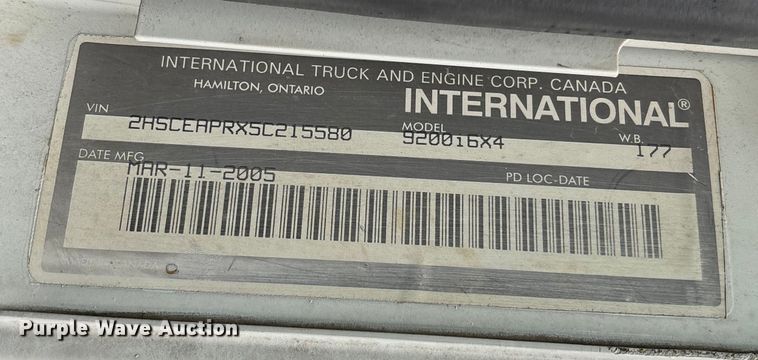 INTERNATIONAL TRUCK AND ENGINE CORP. CANADA
HAMILTON, ONTARIO
INTERNATIONAL®
VIN
MODEL
W.B.
2HSCEAPRX5C215580
9200i6X4
177
DATE MFG
PD LOC-DATE
MAR-11-2005
Purple Wave Auction